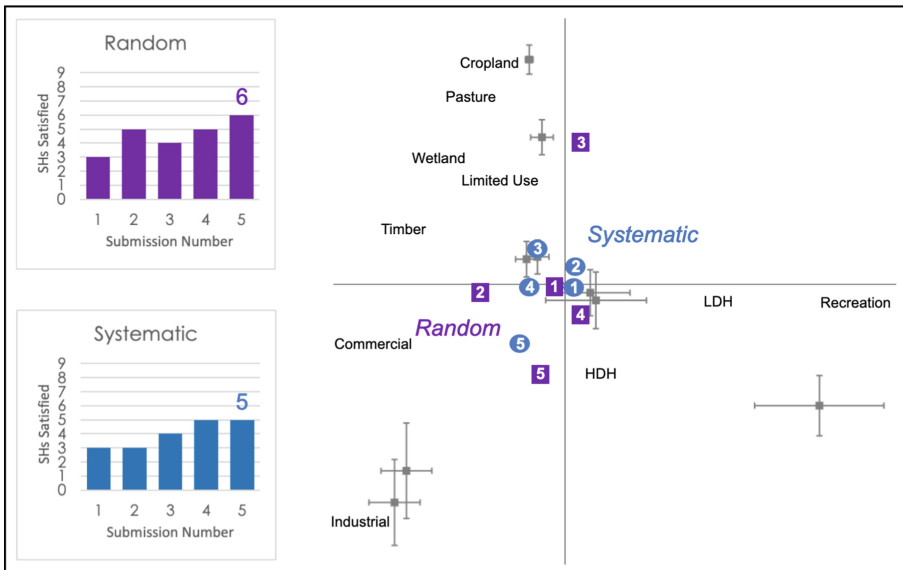 Random
9
8
7
6
5
4
3
2
1
0
SHs Satisfied
6
1 2 3 4 5
Submission Number
Systematic
9
8
7
6
5
4
3
2
1
0
SHs Satisfied
5
1 2 3 4 5
Submission Number
Cropland
Pasture
3
Wetland
Limited Use
Timber
Systematic
3
2
4
1
1
2
LDH
Recreation
4
Random
Commercial
5
5
HDH
Industrial